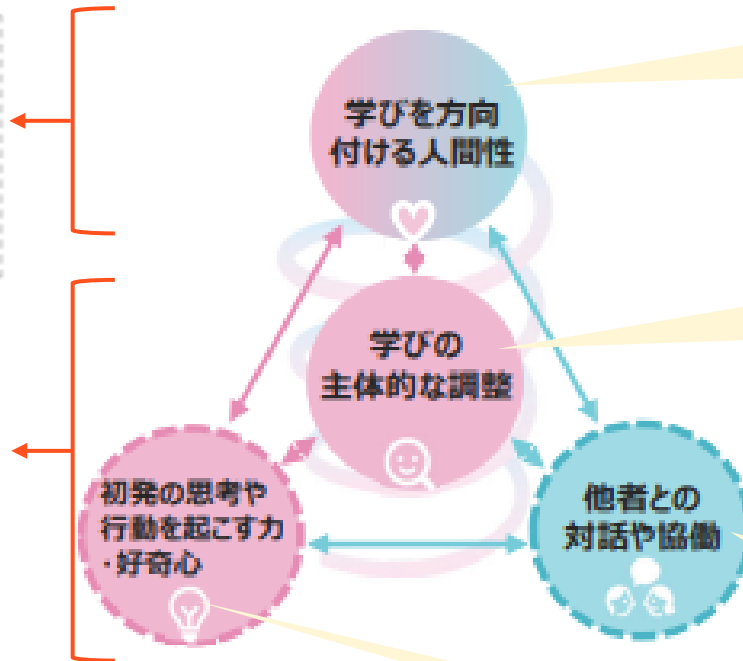 学びを方向
付ける人間性
学びの
主体的な調整
初発の思考や
行動を起こす力
・好奇心
他者との
対話や協働